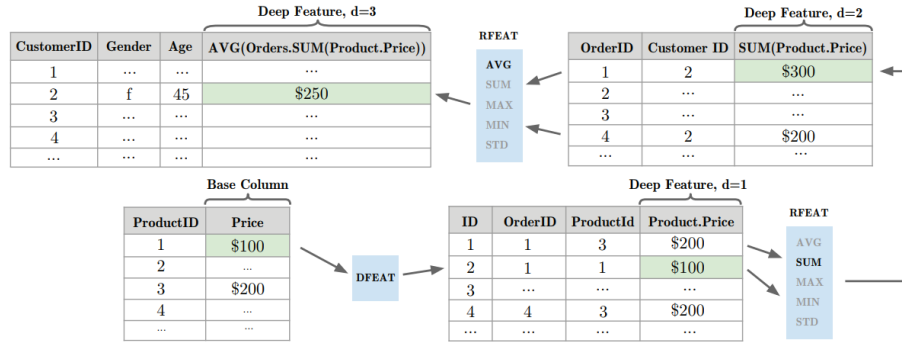 Deep Feature, d=3
CustomerID Gender Age AVG(Orders.SUM(Product.Price))
1 ... ... ...
2 f 45 $250
3 ... ... ...
4 ... ... ...
... ... ... ...
RFEAT
AVG
SUM
MAX
MIN
STD
Deep Feature, d=2
OrderID Customer ID SUM(Product.Price)
1 2 $300
2 ... ...
3 ... ...
4 2 $200
... ... ...
Base Column
ProductID Price
1 $100
2 ...
3 $200
4 ...
... ...
DFEAT
Deep Feature, d=1
ID OrderID ProductId Product.Price
1 1 3 $200
2 1 1 $100
3 ... ... ...
4 4 3 $200
... ... ... ...
RFEAT
AVG
SUM
MAX
MIN
STD